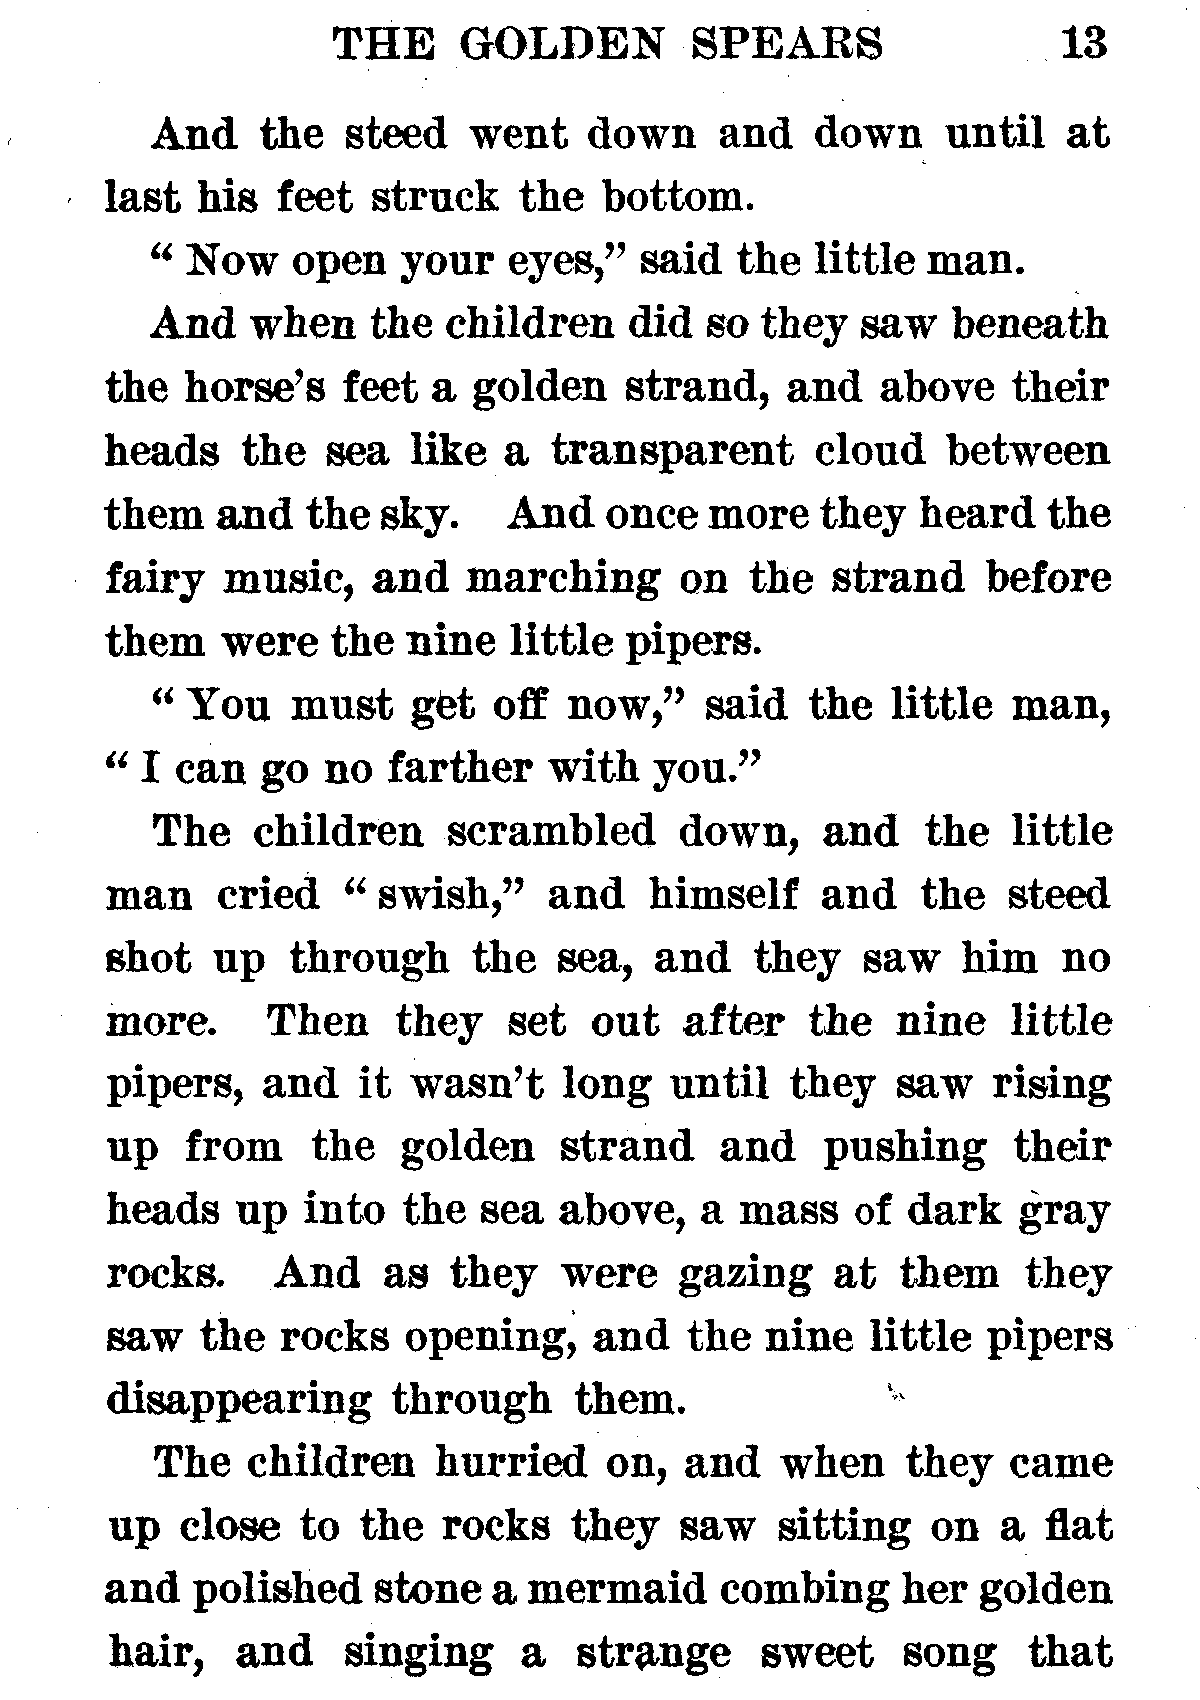 THE GOLDEN SPEARS 13
And the steed went down and down until at
last his feet struck the bottom.
“ Now open your eyes,” said the little man.
And when the children did so they saw beneath
the horse’s feet a golden strand, and above their
heads the sea like a transparent cloud between
them and the sky. And once more they heard the
fairy music, and marching on the strand before
them were the nine little pipers.
“ You must get off now,” said the little man,
“ I can go no farther with you.”
The children scrambled down, and the little
man cried “ swish,” and himself and the steed
shot up through the sea, and they saw him no
more. Then they set out after the nine little
pipers, and it wasn’t long until they saw rising
up from the golden strand and pushing their
heads up into the sea above, a mass of dark gray
rocks. And as they were gazing at them they
saw the rocks opening, and the nine little pipers
disappearing through them.
The children hurried on, and when they came
up close to the rocks they saw sitting on a flat
and polished stone a mermaid combing her golden
hair, and singing a strange sweet song that